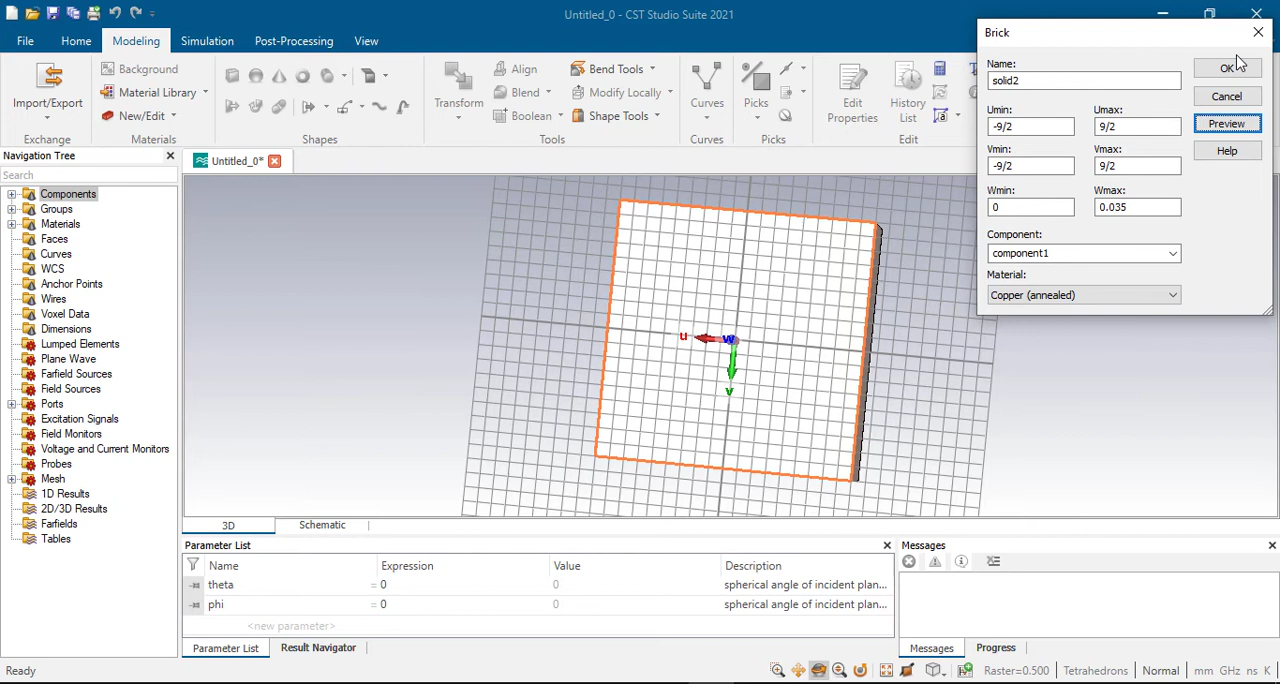 Untitled_0 - CST Studio Suite 2021
File
Home
Modeling
Simulation
Post-Processing
View
Import/Export
Exchange
Background
Material Library
New/Edit
Materials
Shapes
Transform
Align
Blend
Boolean
Bend Tools
Modify Locally
Shape Tools
Tools
Curves
Curves
Picks
Picks
Edit
Properties
History
List
Edit
Brick
Name:
solid2
OK
Cancel
Umin:
Umax:
-9/2
9/2
Preview
Vmin:
Vmax:
Help
-9/2
9/2
Wmin:
Wmax:
0
0.035
Component:
component1
Material:
Copper (annealed)
Navigation Tree
Search
Untitled_0*
Components
Groups
Materials
Faces
Curves
WCS
Anchor Points
Wires
Voxel Data
Dimensions
Lumped Elements
Plane Wave
Farfield Sources
Field Sources
Ports
Excitation Signals
Field Monitors
Voltage and Current Monitors
Probes
Mesh
1D Results
2D/3D Results
Farfields
Tables
u
w
v
3D
Schematic
Parameter List
Name
Expression
Value
Description
theta
= 0
0
spherical angle of incident plan...
phi
= 0
0
spherical angle of incident plan...
<new parameter>
Parameter List
Result Navigator
Messages
Messages
Progress
Ready
Raster=0.500
Tetrahedrons
Normal
mm GHz ns K